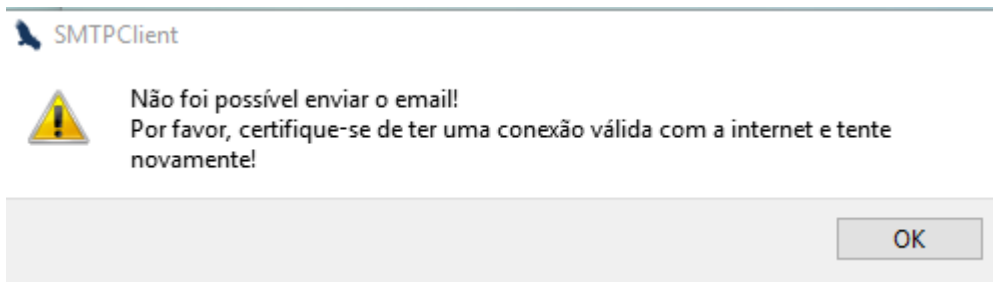 SMTPClient
Não foi possível enviar o email!
Por favor, certifique-se de ter uma conexão válida com a internet e tente
novamente!
OK